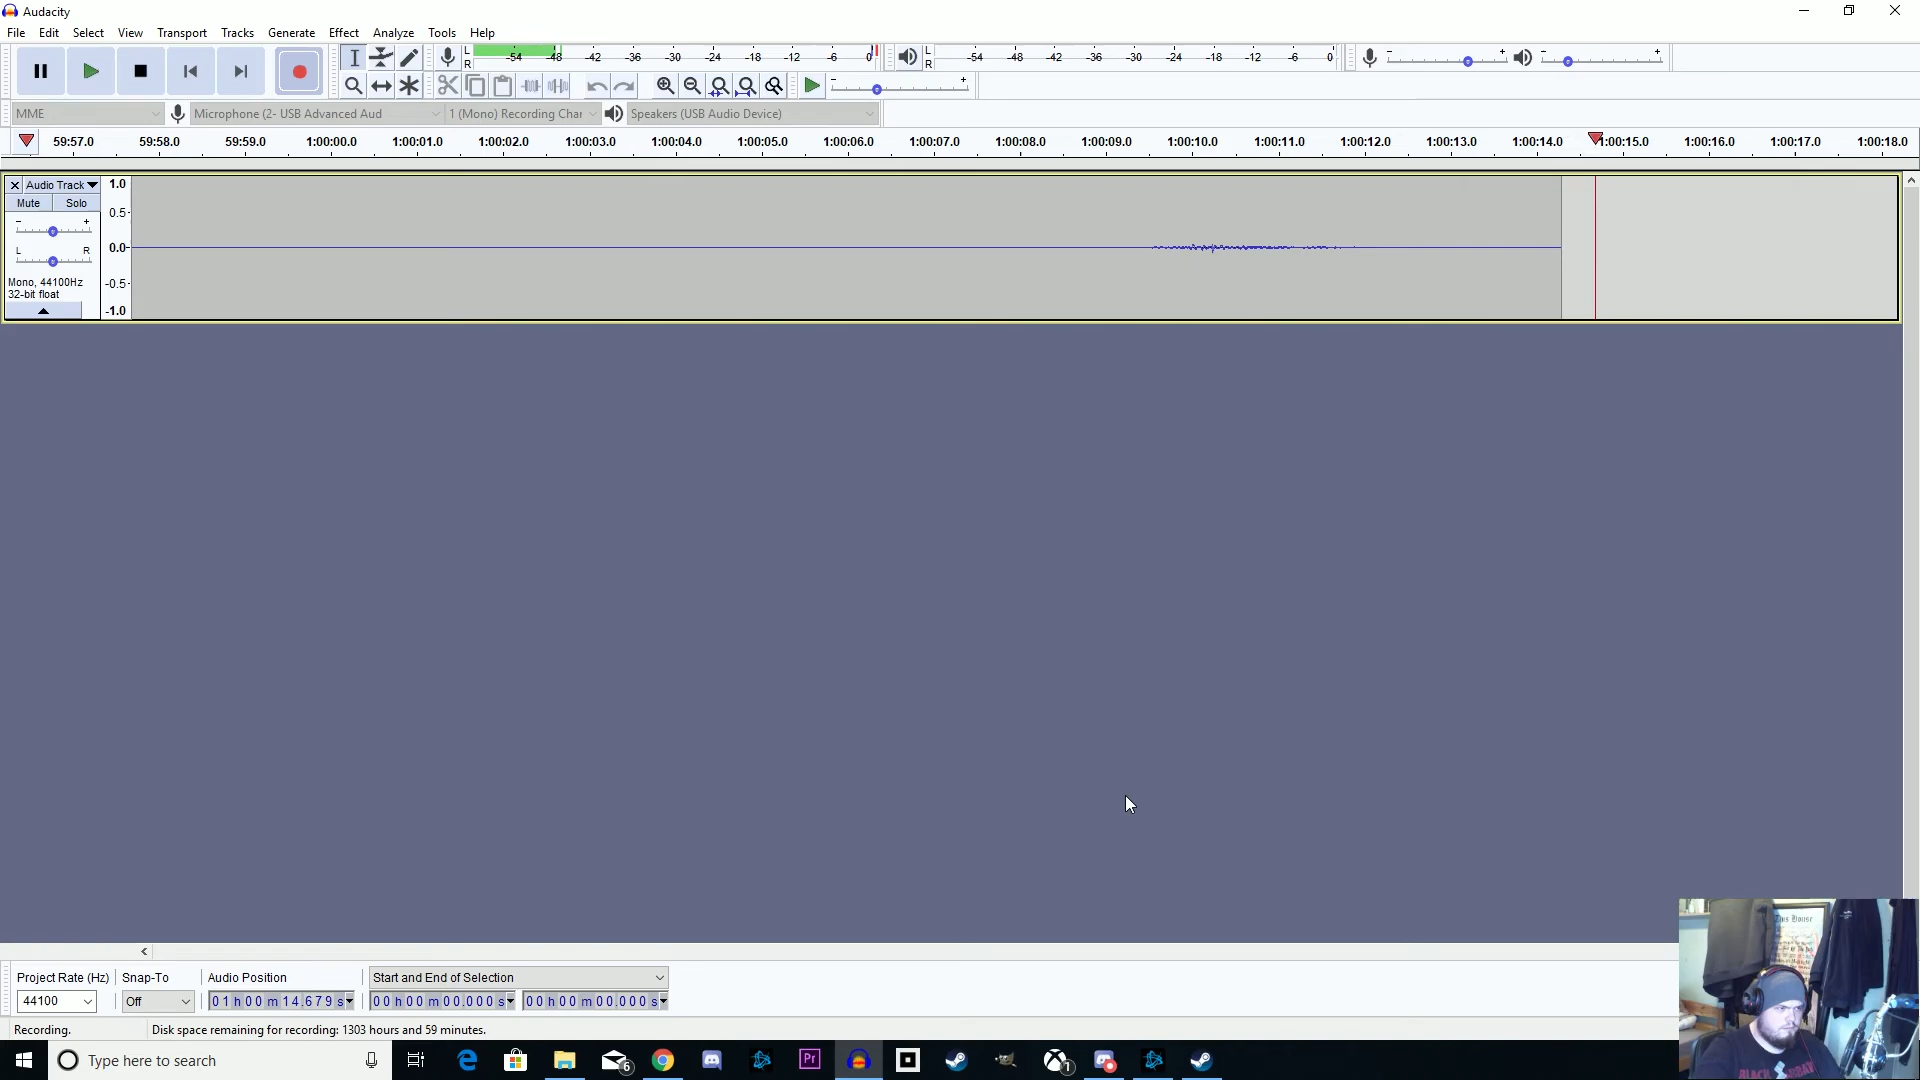 Audacity
File Edit Select View Transport Tracks Generate Effect Analyze Tools Help
L -54 -48 -42 -36 -30 -24 -18 -12 -6 0 L -54 -48 -42 -36 -30 -24 -18 -12 -6 0 - + - +
R R
- +
MME Microphone (2- USB Advanced Aud 1 (Mono) Recording Char Speakers (USB Audio Device)
59:57.0 59:58.0 59:59.0 1:00:00.0 1:00:01.0 1:00:02.0 1:00:03.0 1:00:04.0 1:00:05.0 1:00:06.0 1:00:07.0 1:00:08.0 1:00:09.0 1:00:10.0 1:00:11.0 1:00:12.0 1:00:13.0 1:00:14.0 1:00:15.0 1:00:16.0 1:00:17.0 1:00:18.0
Audio Track 1.0
Mute Solo 0.5
- +
0.0
L R
Mono, 44100Hz -0.5
32-bit float
-1.0
Project Rate (Hz) Snap-To Audio Position Start and End of Selection
44100 Off 01 h 00 m 14.679 s 00 h 00 m 00.000 s 00 h 00 m 00.000 s
Recording. Disk space remaining for recording: 1303 hours and 59 minutes.
Type here to search 6 Pr 1
This House